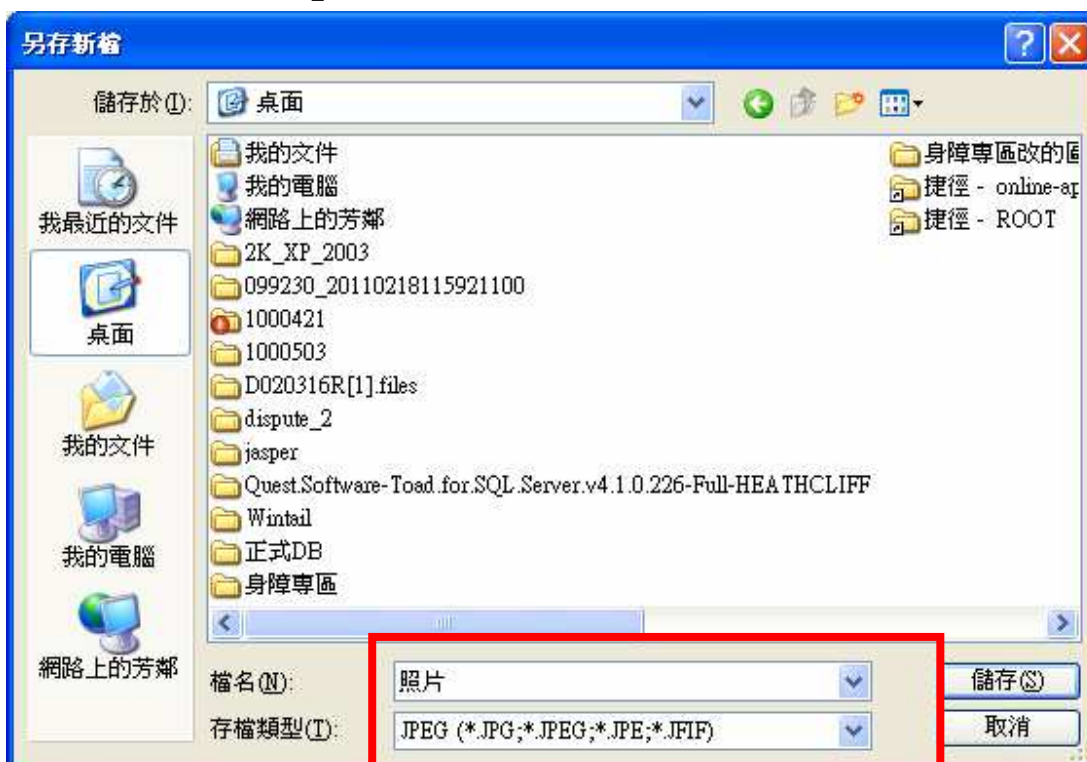 另存新檔
儲存於(I):
桌面
我最近的文件
桌面
我的文件
我的電腦
網路上的芳鄰
我的文件
我的電腦
網路上的芳鄰
2K_XP_2003
099230_20110218115921100
1000421
1000503
D020316R[1].files
dispute_2
jasper
Quest.Software-Toad.for.SQL.Server.v4.1.0.226-Full-HEATHCLIFF
Wintail
正式DB
身障專區
身障專區改的
捷徑 - online-ap
捷徑 - ROOT
檔名(N):
照片
儲存(S)
存檔類型(T):
JPEG (*.JPG;*.JPEG;*.JPE;*.JFIF)
取消